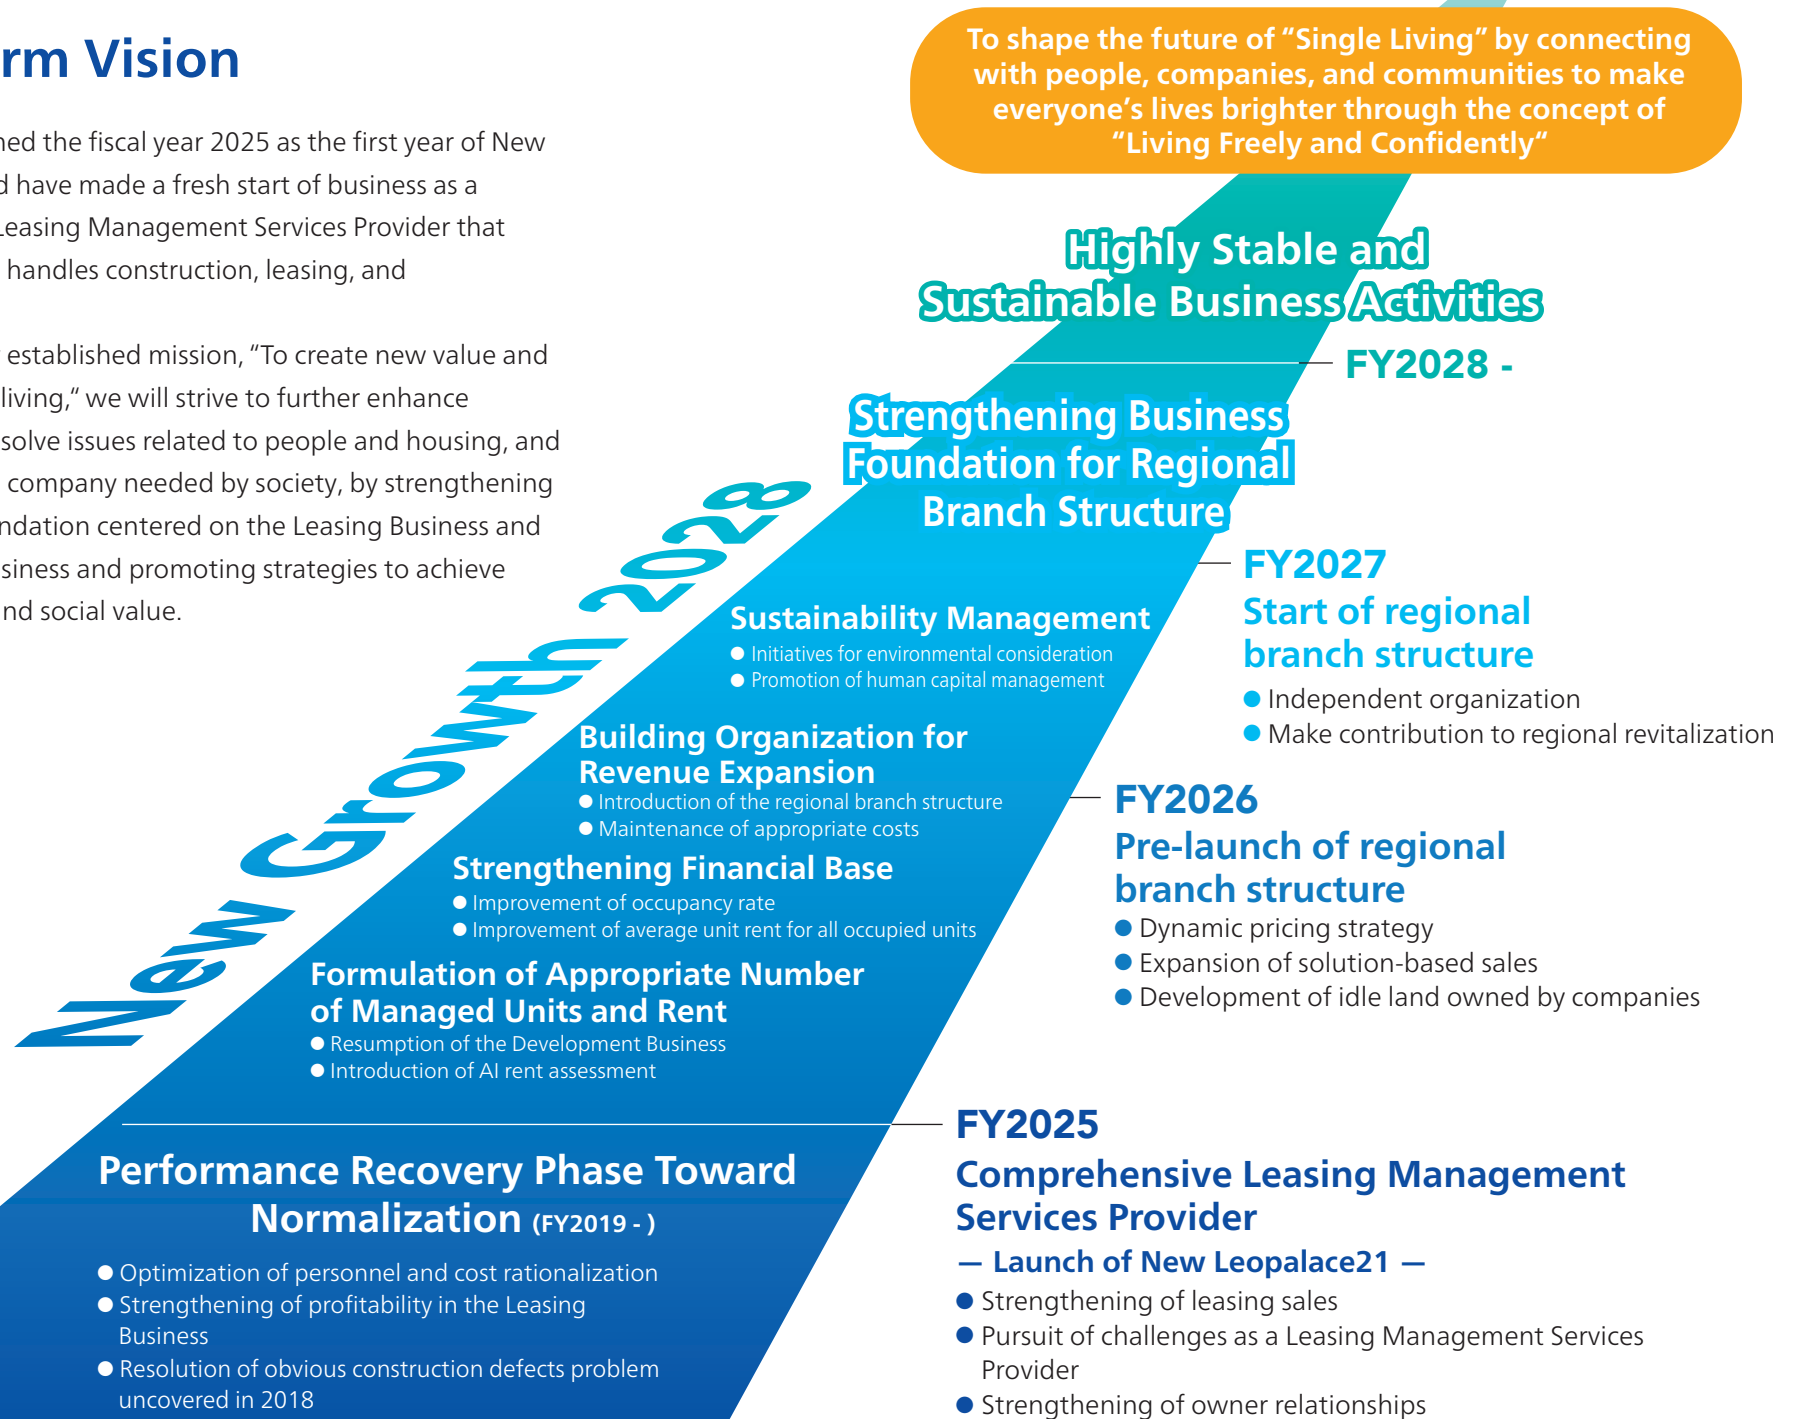 rm Vision
ned the fiscal year 2025 as the first year of New
d have made a fresh start of business as a
Leasing Management Services Provider that
handles construction, leasing, and
established mission, “To create new value and
living,“ we will strive to further enhance
solve issues related to people and housing, and
company needed by society, by strengthening
ndation centered on the Leasing Business and
siness and promoting strategies to achieve
nd social value.
To shape the future of “Single Living” by connecting
with people, companies, and communities to make
everyone’s lives brighter through the concept of
“Living Freely and Confidently“
Highly Stable and
Sustainable Business Activities
FY2028 -
Strengthening Business
Foundation for Regional
Branch Structure
New Growth 2028
FY2027
Start of regional
branch structure
● Independent organization
● Make contribution to regional revitalization
Sustainability Management
● Initiatives for environmental consideration
● Promotion of human capital management
Building Organization for
Revenue Expansion
● Introduction of the regional branch structure
● Maintenance of appropriate costs
FY2026
Pre-launch of regional
branch structure
● Dynamic pricing strategy
● Expansion of solution-based sales
● Development of idle land owned by companies
Strengthening Financial Base
● Improvement of occupancy rate
● Improvement of average unit rent for all occupied units
Formulation of Appropriate Number
of Managed Units and Rent
● Resumption of the Development Business
● Introduction of AI rent assessment
FY2025
Comprehensive Leasing Management
Services Provider
— Launch of New Leopalace21 —
● Strengthening of leasing sales
● Pursuit of challenges as a Leasing Management Services
Provider
● Strengthening of owner relationships
Performance Recovery Phase Toward
Normalization (FY2019 - )
● Optimization of personnel and cost rationalization
● Strengthening of profitability in the Leasing
Business
● Resolution of obvious construction defects problem
uncovered in 2018